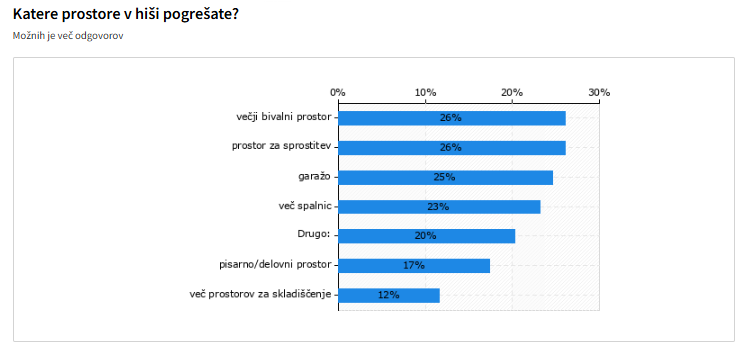 Katere prostore v hiši pogrešate?
Možnih je več odgovorov
0% 10% 20% 30%
večji bivalni prostor 26%
prostor za sprostitev 26%
garažo 25%
več spalnic 23%
Drugo: 20%
pisarno/delovni prostor 17%
več prostorov za skladiščenje 12%